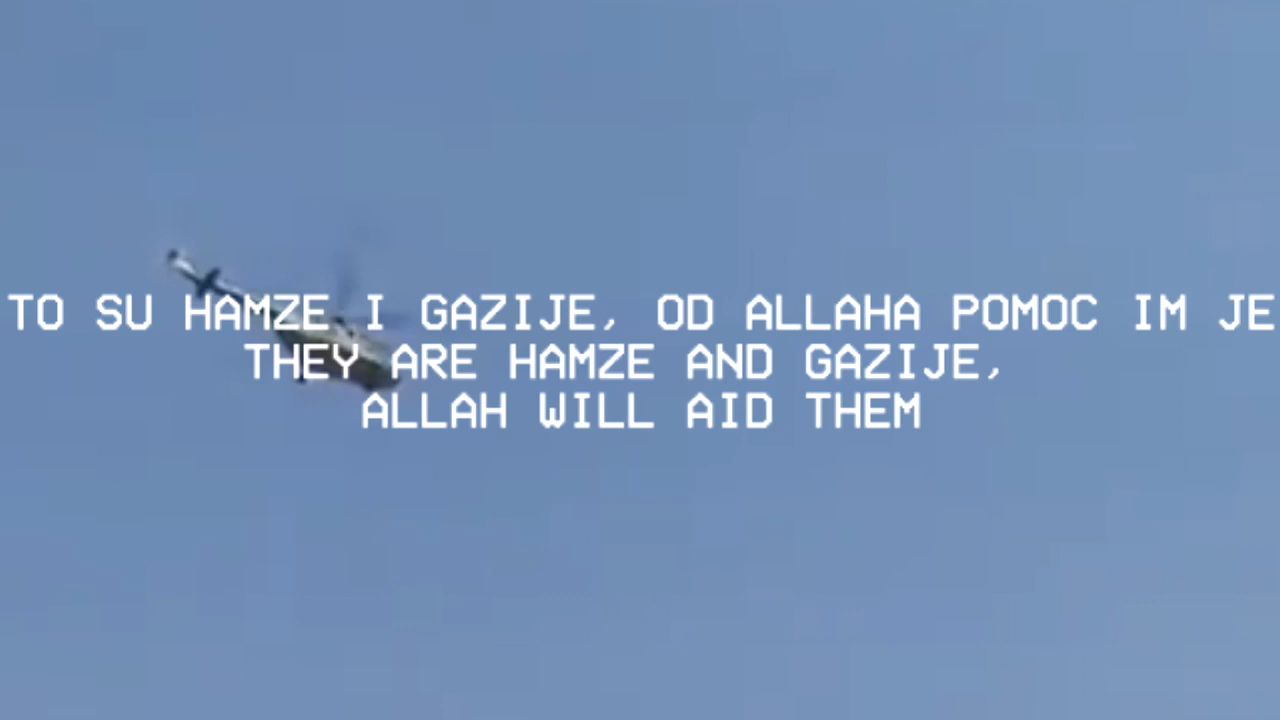 TO SU HAMZE I GAZIJE, OD ALLAHA POMOC IM JE
THEY ARE HAMZE AND GAZIJE,
ALLAH WILL AID THEM